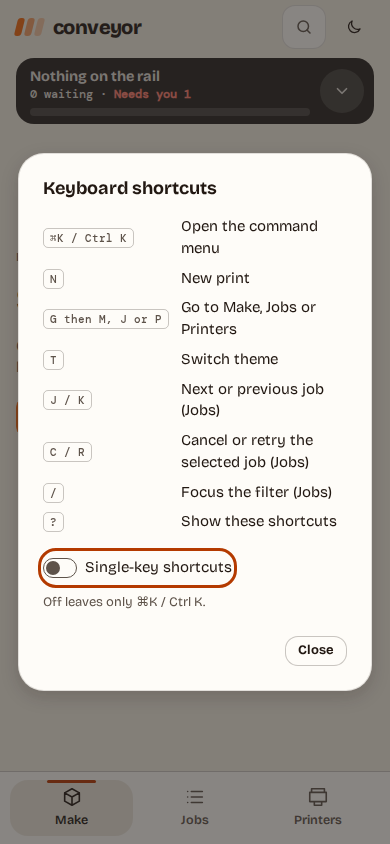 conveyor
Nothing on the rail
0 waiting · Needs you 1
Keyboard shortcuts
⌘K / Ctrl K
Open the command
menu
N
New print
G then M, J or P
Go to Make, Jobs or
Printers
T
Switch theme
J / K
Next or previous job
(Jobs)
C / R
Cancel or retry the
selected job (Jobs)
/
Focus the filter (Jobs)
?
Show these shortcuts
Single-key shortcuts
Off leaves only ⌘K / Ctrl K.
Close
Make
Jobs
Printers